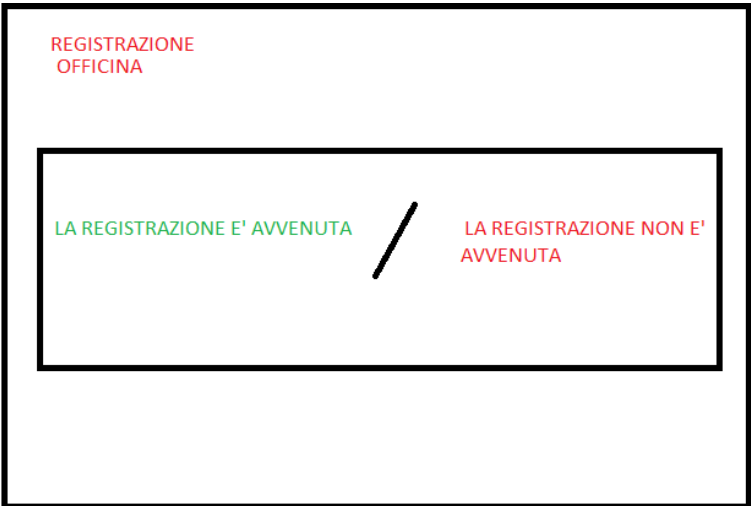 REGISTRAZIONE
OFFICINA
LA REGISTRAZIONE E' AVVENUTA / LA REGISTRAZIONE NON E'
AVVENUTA